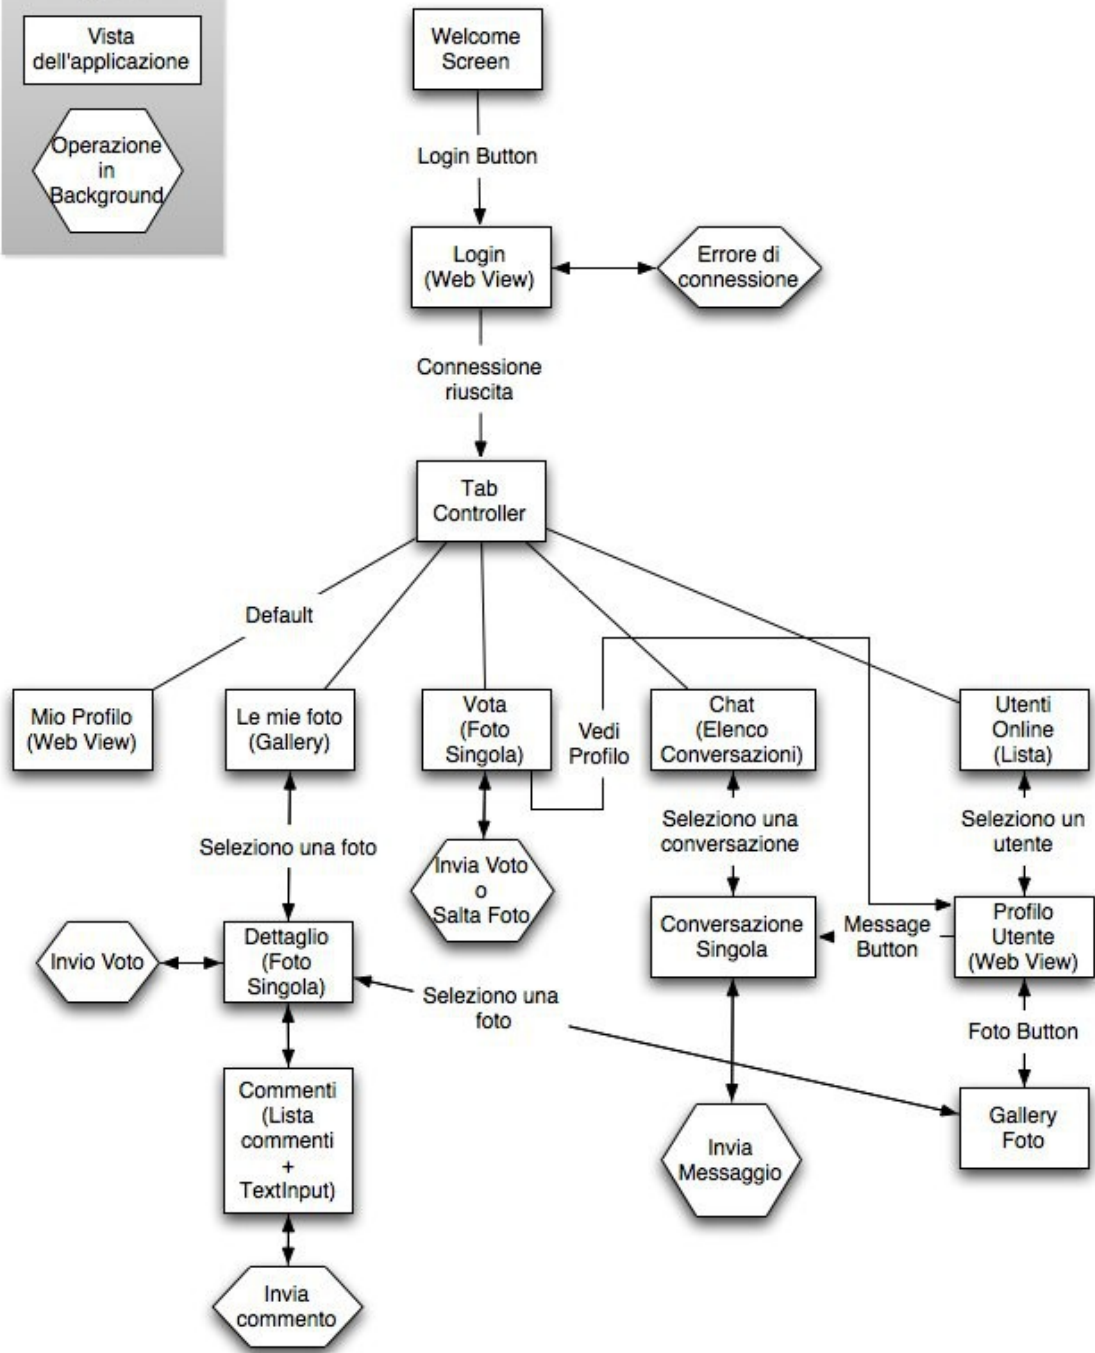 Vista
dell'applicazione
Operazione
in
Background
Welcome
Screen
Login Button
Login
(Web View)
Errore di
connessione
Connessione
riuscita
Tab
Controller
Default
Mio Profilo
(Web View)
Le mie foto
(Gallery)
Vota
(Foto
Singola)
Vedi
Profilo
Chat
(Elenco
Conversazioni)
Utenti
Online
(Lista)
Seleziono una foto
Invia Voto
o
Salta Foto
Seleziono una
conversazione
Seleziono un
utente
Invio Voto
Dettaglio
(Foto
Singola)
Seleziono una
foto
Conversazione
Singola
Message
Button
Profilo
Utente
(Web View)
Foto Button
Commenti
(Lista
commenti
+
TextInput)
Invia
Messaggio
Gallery
Foto
Invia
commento